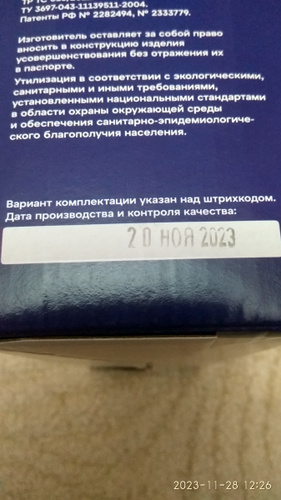 ТУ 3697-043-11139511-2004.
Патенты РФ № 2282494, № 2333779.
Изготовитель оставляет за собой право
вносить в конструкцию изделия
усовершенствования без отражения их
в паспорте.
Утилизация в соответствии с экологическими,
санитарными и иными требованиями,
установленными национальными стандартами
в области охраны окружающей среды
и обеспечения санитарно-эпидемиологиче-
ского благополучия населения.
Вариант комплектации указан над штрихкодом.
Дата производства и контроля качества:
20 НОЯ 2023
2023-11-28 12:26